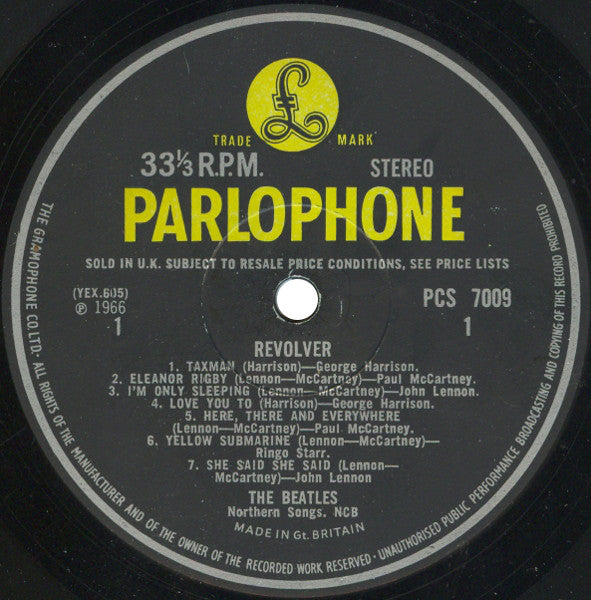 £
TRADE MARK
33⅓ R.P.M. STEREO
PARLOPHONE
SOLD IN U.K. SUBJECT TO RESALE PRICE CONDITIONS, SEE PRICE LISTS
(YEX.605) PCS 7009
Ⓟ 1966
1 1
REVOLVER
1. TAXMAN (Harrison)—George Harrison.
2. ELEANOR RIGBY (Lennon—McCartney)—Paul McCartney.
3. I'M ONLY SLEEPING (Lennon—McCartney)—John Lennon.
4. LOVE YOU TO (Harrison)—George Harrison.
5. HERE, THERE AND EVERYWHERE
(Lennon—McCartney)—Paul McCartney.
6. YELLOW SUBMARINE (Lennon—McCartney)—
Ringo Starr.
7. SHE SAID SHE SAID (Lennon—
McCartney)—John Lennon
THE BEATLES
Northern Songs, NCB
MADE IN Gt. BRITAIN
THE GRAMOPHONE CO. LTD· ALL RIGHTS OF THE MANUFACTURER AND OF THE OWNER OF THE RECORDED WORK RESERVED · UNAUTHORISED PUBLIC PERFORMANCE BROADCASTING AND COPYING OF THIS RECORD PROHIBITED